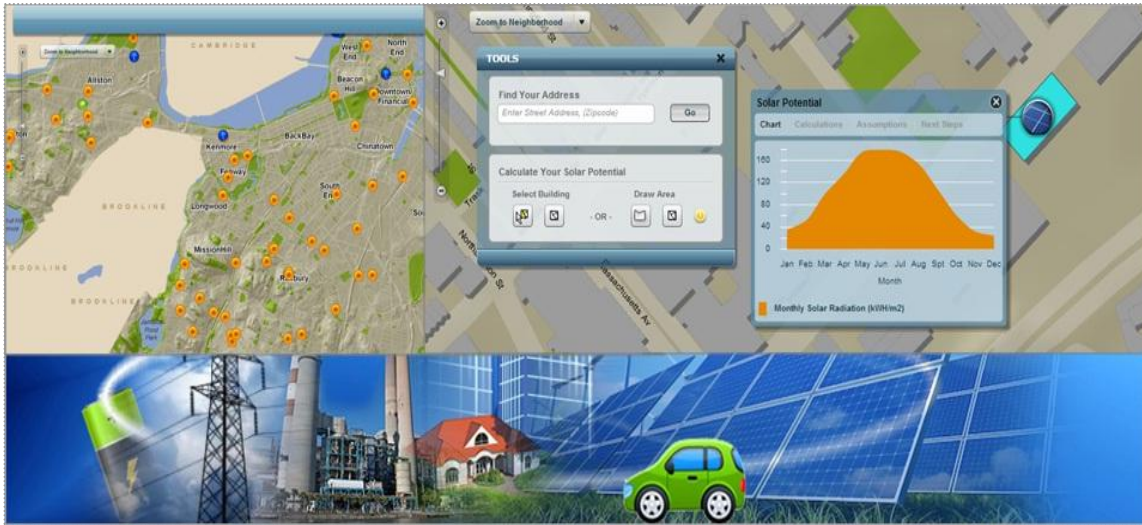 Zoom to Neighborhood
CAMBRIDGE
West
End
North
End
Allston
Beacon
Hill
Downtown/
Financial
BackBay
Kenmore
Chinatown
Fenway
South
End
Longwood
BROOKLINE
MissionHill
Roxbury
BROOKLINE
BROOKLINE
Jamaica
Pond
Park
Zoom to Neighborhood
TOOLS
Find Your Address
Enter Street Address, (Zipcode)
Go
Calculate Your Solar Potential
Select Building
Draw Area
- OR -
Massachusetts Av
Solar Potential
Chart Calculations Assumptions Next Steps
160
120
80
40
0
Jan Feb Mar Apr May Jun Jul Aug Spt Oct Nov Dec
Month
Monthly Solar Radiation (kWH/m2)